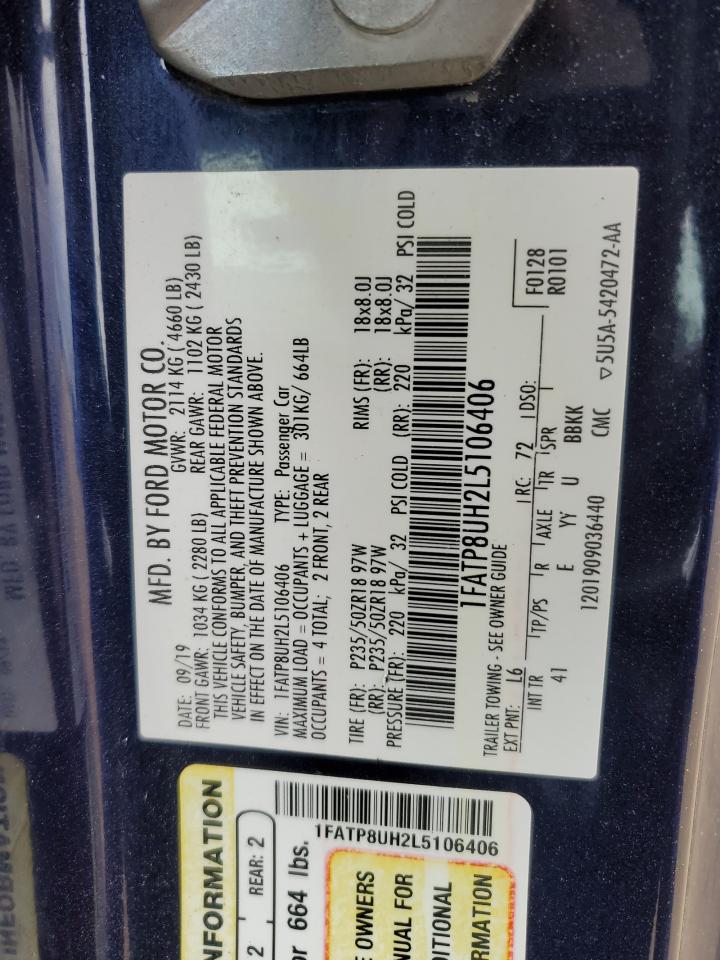 MFD. BY FORD MOTOR CO.
DATE: 09/19 GVWR: 2114 KG ( 4660 LB)
FRONT GAWR: 1034 KG ( 2280 LB) REAR GAWR: 1102 KG ( 2430 LB)
THIS VEHICLE CONFORMS TO ALL APPLICABLE FEDERAL MOTOR
VEHICLE SAFETY, BUMPER, AND THEFT PREVENTION STANDARDS
IN EFFECT ON THE DATE OF MANUFACTURE SHOWN ABOVE.
VIN: 1FATP8UH2L5106406 TYPE: Passenger Car
MAXIMUM LOAD = OCCUPANTS + LUGGAGE = 301KG/ 664LB
OCCUPANTS = 4 TOTAL; 2 FRONT, 2 REAR
TIRE (FR): P235/50ZR18 97W RIMS (FR): 18x8.0J
(RR): P235/50ZR18 97W (RR): 18x8.0J
PRESSURE (FR): 220 kPa/ 32 PSI COLD (RR): 220 kPa/ 32 PSI COLD
1FATP8UH2L5106406
TRAILER TOWING - SEE OWNER GUIDE
EXT PNT: L6 RC: 72 DSO: F0128
R0101
INT TR TP/PS R AXLE TR SPR
41 E YY U BBKK
1201909036440 CMC ▽5U5A-5420472-AA
NFORMATION
2 REAR: 2
or 664 lbs.
1FATP8UH2L5106406
E OWNERS
NUAL FOR
DITIONAL
RMATION